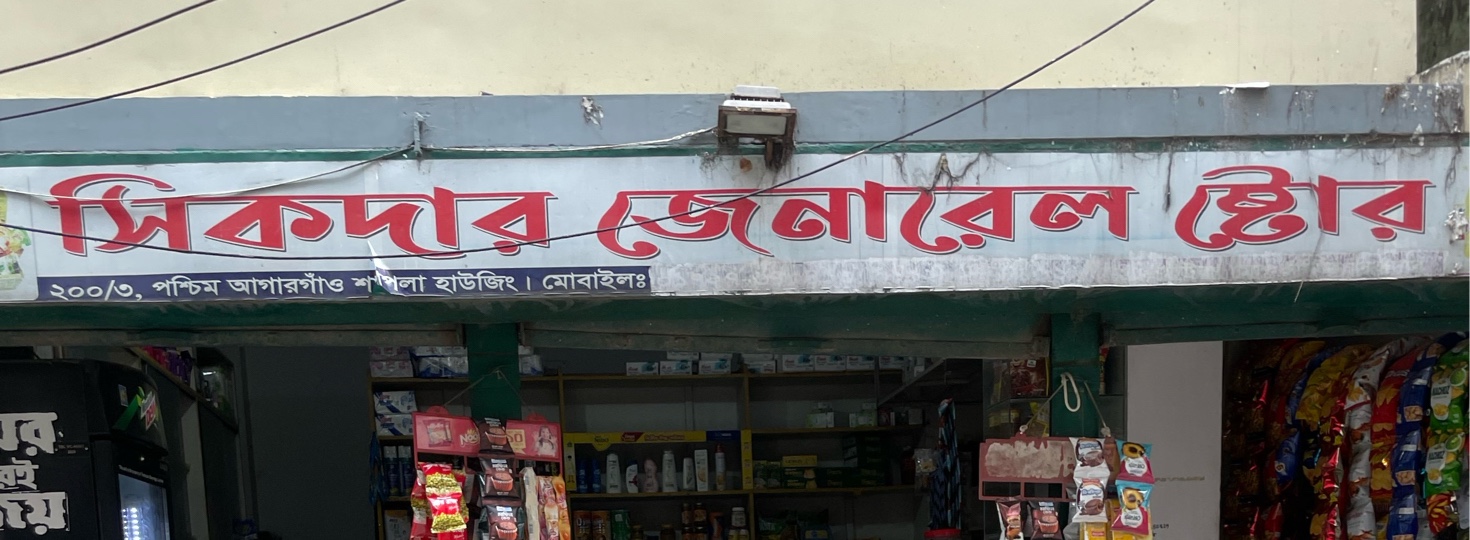 সিকদার জেনারেল ষ্টোর
২০০/৩, পশ্চিম আগারগাঁও শাপলা হাউজিং। মোবাইলঃ